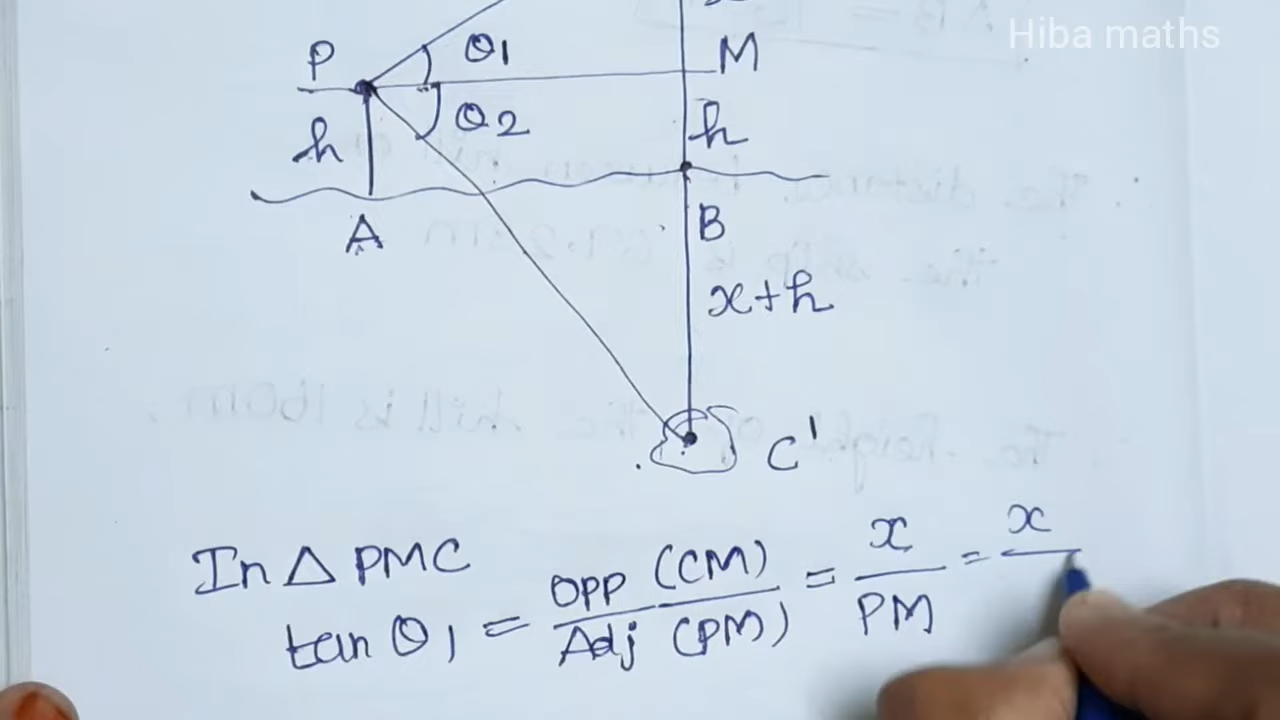 Hiba maths
P θ1 M
h θ2 h
A B
x+h
C'
In Δ PMC
tan θ1 = Opp (CM) / Adj (PM) = x / PM = x